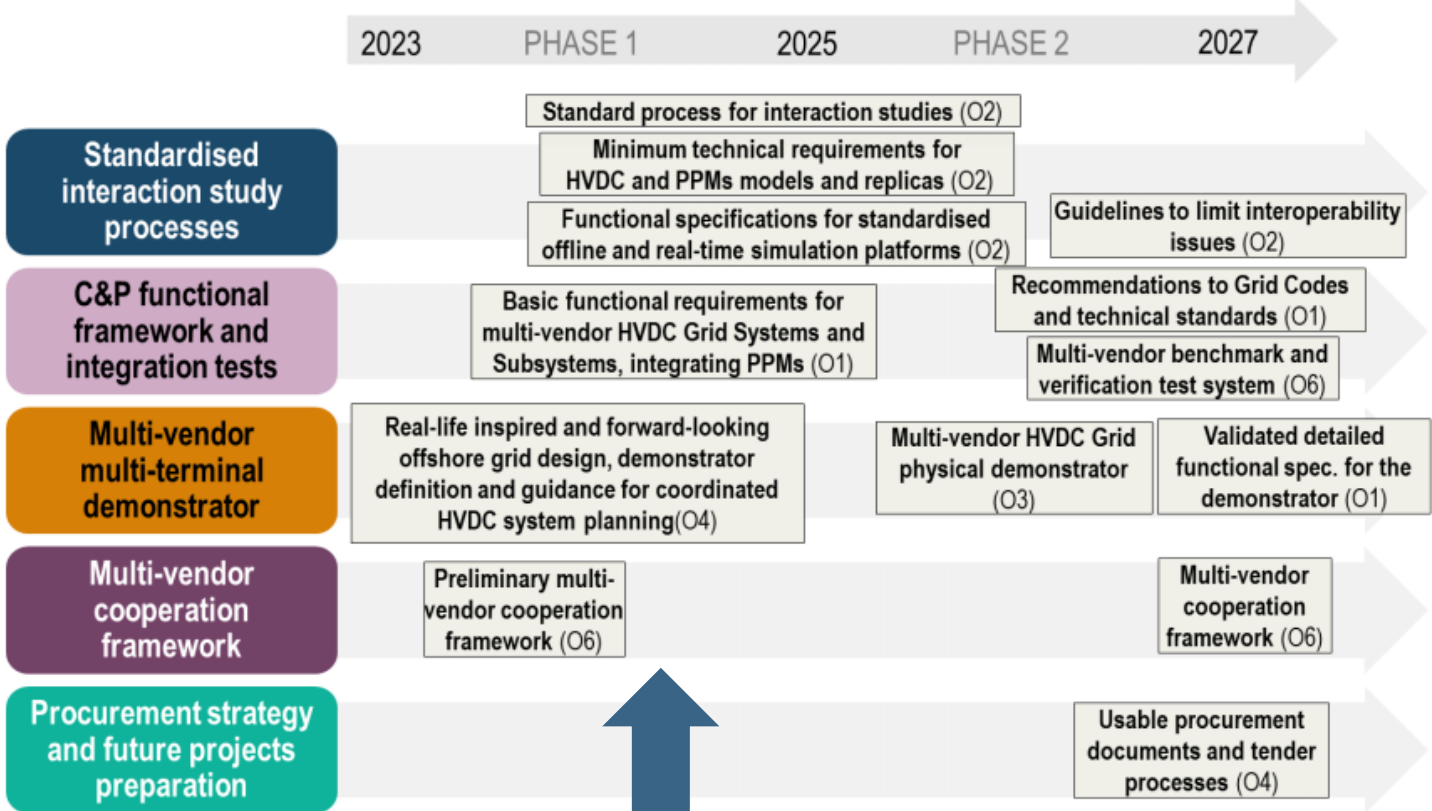 2023 PHASE 1 2025 PHASE 2 2027
Standardised
interaction study
processes
Standard process for interaction studies (O2)
Minimum technical requirements for
HVDC and PPMs models and replicas (O2)
Functional specifications for standardised
offline and real-time simulation platforms (O2)
Guidelines to limit interoperability
issues (O2)
C&P functional
framework and
integration tests
Basic functional requirements for
multi-vendor HVDC Grid Systems and
Subsystems, integrating PPMs (O1)
Recommendations to Grid Codes
and technical standards (O1)
Multi-vendor benchmark and
verification test system (O6)
Multi-vendor
multi-terminal
demonstrator
Real-life inspired and forward-looking
offshore grid design, demonstrator
definition and guidance for coordinated
HVDC system planning(O4)
Multi-vendor HVDC Grid
physical demonstrator
(O3)
Validated detailed
functional spec. for the
demonstrator (O1)
Multi-vendor
cooperation
framework
Preliminary multi-
vendor cooperation
framework (O6)
Multi-vendor
cooperation
framework (O6)
Procurement strategy
and future projects
preparation
Usable procurement
documents and tender
processes (O4)